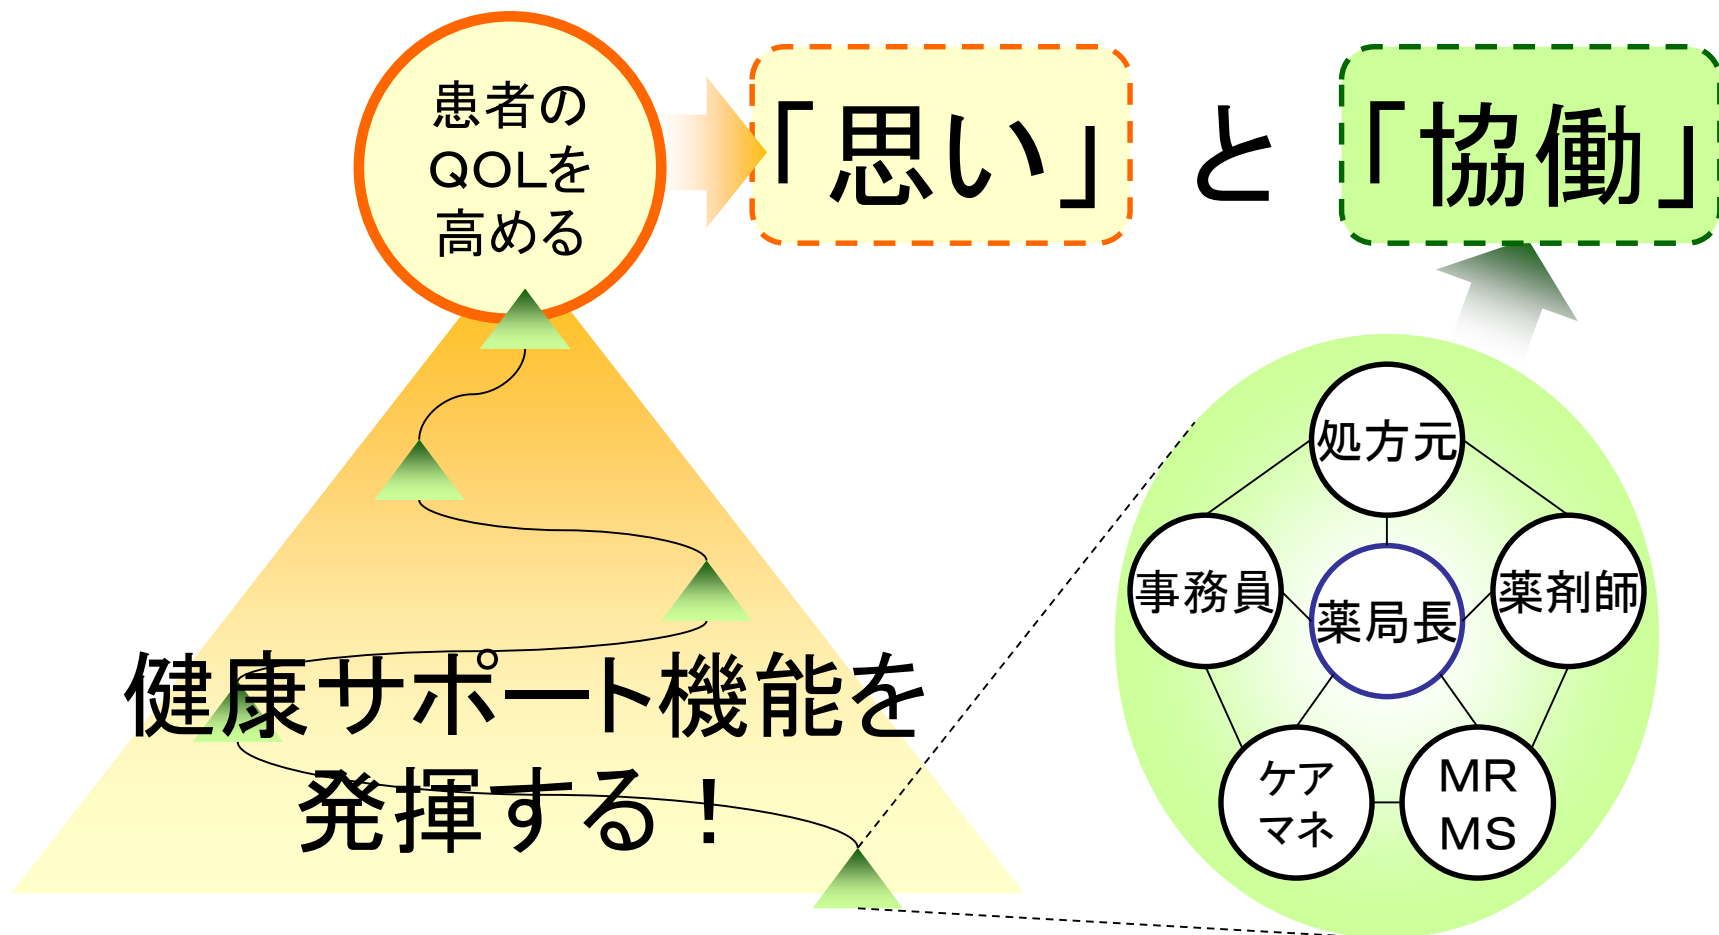 患者の
QOLを
高める
「思い」と「協働」
処方元
事務員
薬局長
薬剤師
ケア
マネ
MR
MS
健康サポート機能を
発揮する！